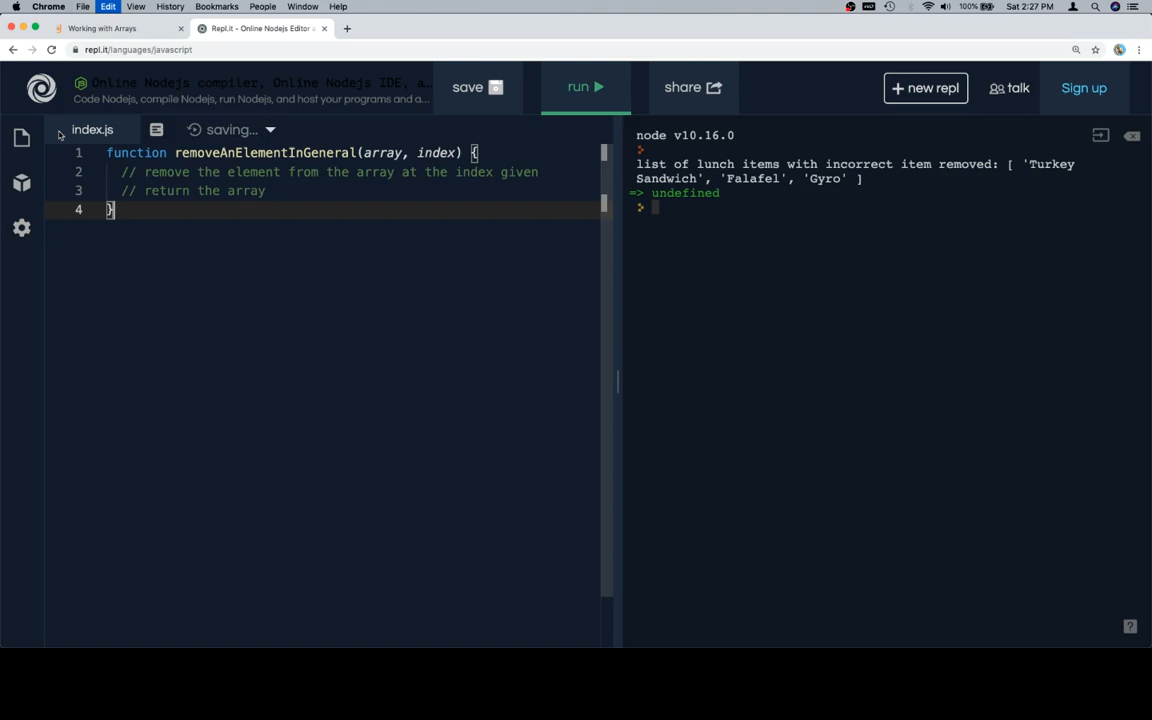 Chrome File Edit View History Bookmarks People Window Help 100% Sat 2:27 PM
Working with Arrays × Repl.it - Online Nodejs Editor a × +
repl.it/languages/javascript
Online Nodejs compiler, Online Nodejs IDE, a...
Code Nodejs, compile Nodejs, run Nodejs, and host your programs and a...
save run share + new repl talk Sign up
index.js saving...
1 function removeAnElementInGeneral(array, index) {
2 // remove the element from the array at the index given
3 // return the array
4 }
node v10.16.0
list of lunch items with incorrect item removed: [ 'Turkey
Sandwich', 'Falafel', 'Gyro' ]
=> undefined
?